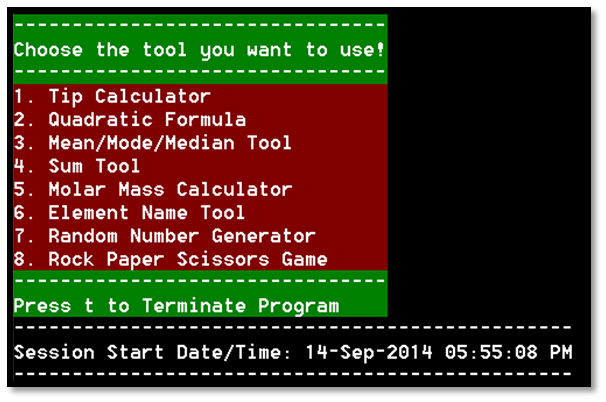 --------------------------------
Choose the tool you want to use!
--------------------------------
1. Tip Calculator
2. Quadratic Formula
3. Mean/Mode/Median Tool
4. Sum Tool
5. Molar Mass Calculator
6. Element Name Tool
7. Random Number Generator
8. Rock Paper Scissors Game
--------------------------------
Press t to Terminate Program
------------------------------------------------
Session Start Date/Time: 14-Sep-2014 05:55:08 PM
------------------------------------------------